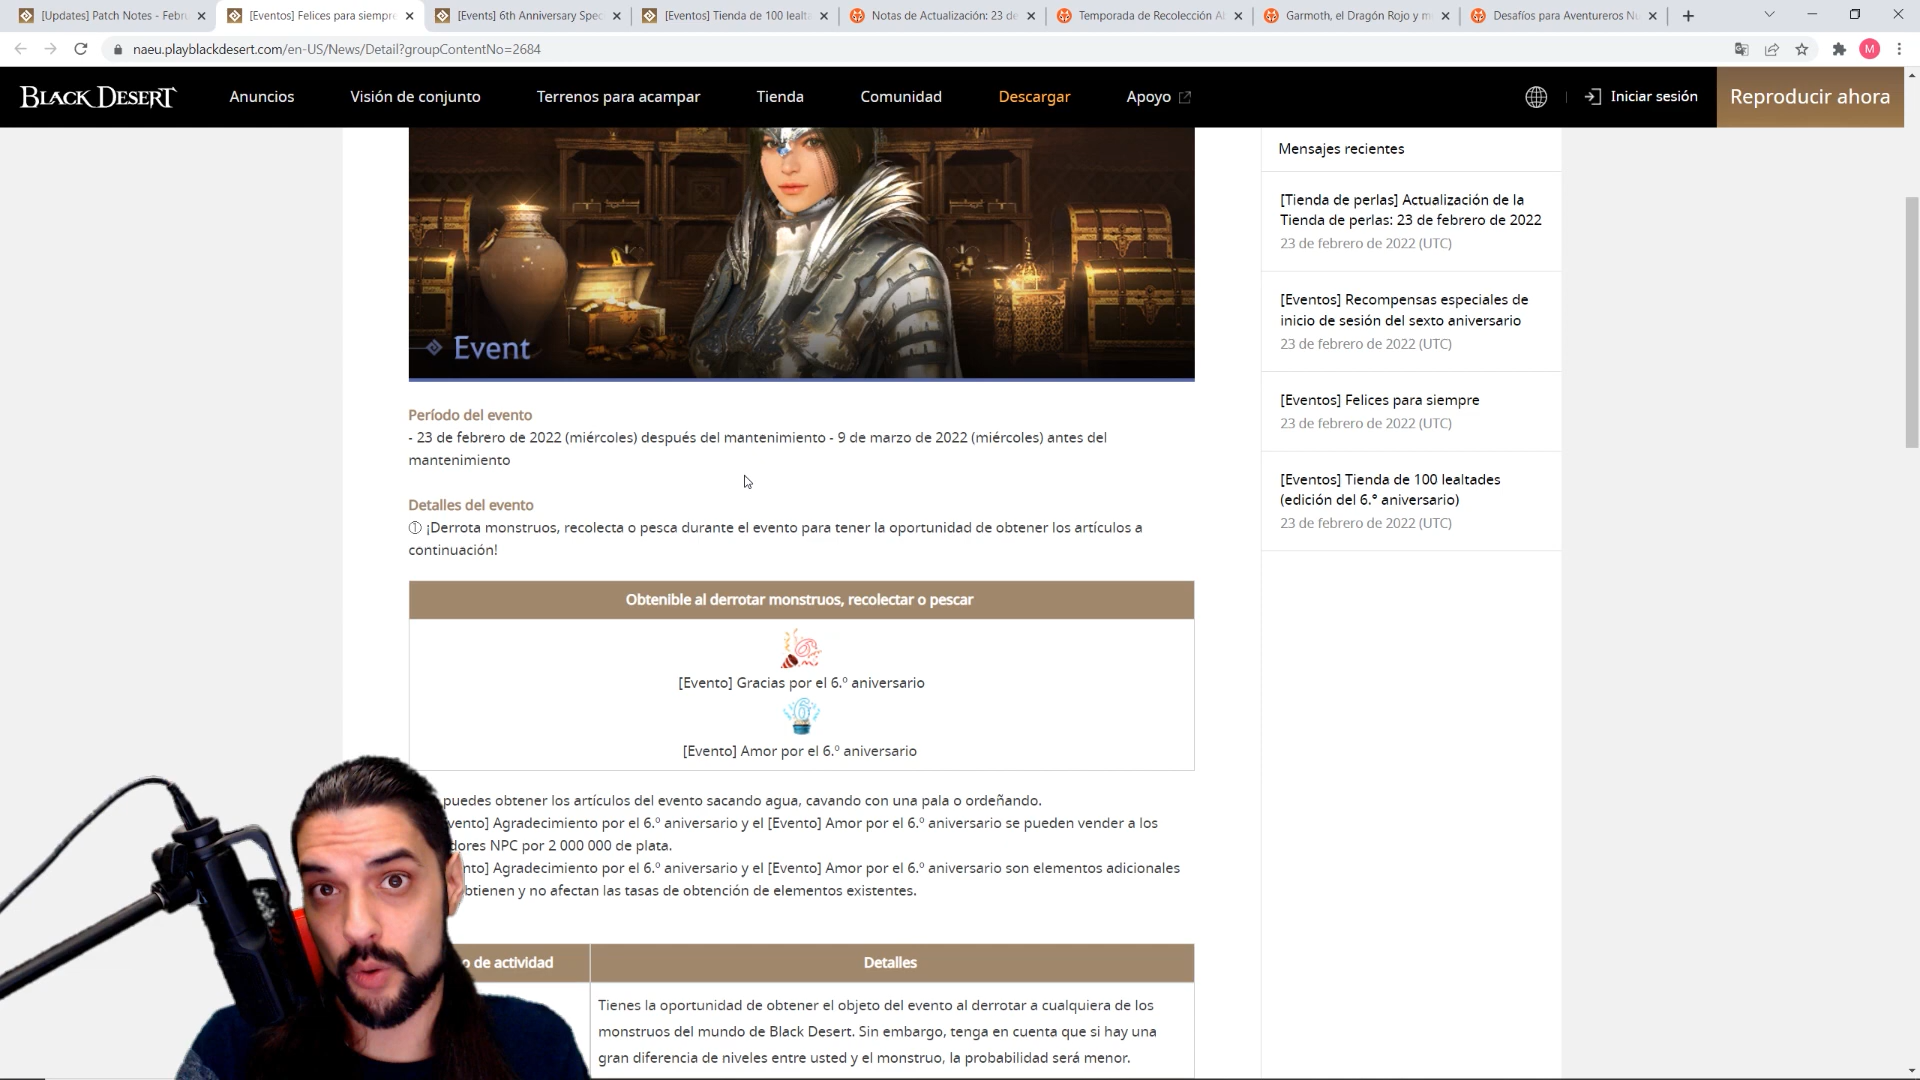 [Updates] Patch Notes - Febru
[Eventos] Felices para siempre
[Events] 6th Anniversary Spec
[Eventos] Tienda de 100 lealta
Notas de Actualización: 23 de
Temporada de Recolección Al
Garmoth, el Dragón Rojo y m
Desafíos para Aventureros Nu
naeu.playblackdesert.com/en-US/News/Detail?groupContentNo=2684
M
BLACK DESERT
Anuncios
Visión de conjunto
Terrenos para acampar
Tienda
Comunidad
Descargar
Apoyo
Iniciar sesión
Reproducir ahora
Event
Período del evento
- 23 de febrero de 2022 (miércoles) después del mantenimiento - 9 de marzo de 2022 (miércoles) antes del
mantenimiento
Detalles del evento
① ¡Derrota monstruos, recolecta o pesca durante el evento para tener la oportunidad de obtener los artículos a
continuación!
Obtenible al derrotar monstruos, recolectar o pescar
[Evento] Gracias por el 6.º aniversario
[Evento] Amor por el 6.º aniversario
puedes obtener los artículos del evento sacando agua, cavando con una pala o ordeñando.
vento] Agradecimiento por el 6.º aniversario y el [Evento] Amor por el 6.º aniversario se pueden vender a los
dores NPC por 2 000 000 de plata.
nto] Agradecimiento por el 6.º aniversario y el [Evento] Amor por el 6.º aniversario son elementos adicionales
btienen y no afectan las tasas de obtención de elementos existentes.
o de actividad
Detalles
Tienes la oportunidad de obtener el objeto del evento al derrotar a cualquiera de los
monstruos del mundo de Black Desert. Sin embargo, tenga en cuenta que si hay una
gran diferencia de niveles entre usted y el monstruo, la probabilidad será menor.
Mensajes recientes
[Tienda de perlas] Actualización de la
Tienda de perlas: 23 de febrero de 2022
23 de febrero de 2022 (UTC)
[Eventos] Recompensas especiales de
inicio de sesión del sexto aniversario
23 de febrero de 2022 (UTC)
[Eventos] Felices para siempre
23 de febrero de 2022 (UTC)
[Eventos] Tienda de 100 lealtades
(edición del 6.º aniversario)
23 de febrero de 2022 (UTC)